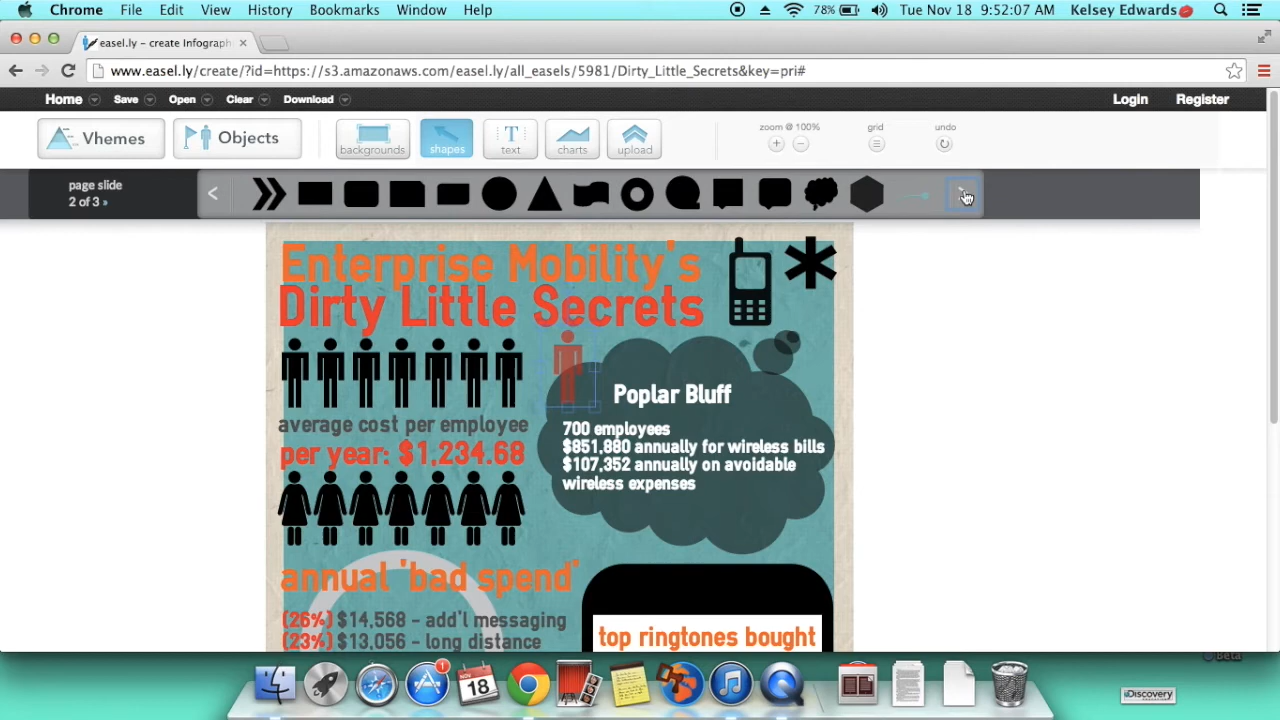 Chrome File Edit View History Bookmarks Window Help 78% Tue Nov 18 9:52:07 AM Kelsey Edwards
easel.ly - create Infograph
www.easel.ly/create/?id=https://s3.amazonaws.com/easel.ly/all_easels/5981/Dirty_Little_Secrets&key=pri#
Home Save Open Clear Download Login Register
Vhemes Objects backgrounds shapes text charts upload zoom @ 100% grid undo
page slide
2 of 3 »
Enterprise Mobility's
Dirty Little Secrets
Poplar Bluff
average cost per employee
per year: $1,234.68
700 employees
$851,880 annually for wireless bills
$107,352 annually on avoidable
wireless expenses
annual 'bad spend'
(26%) $14,568 - add'l messaging
(23%) $13,056 - long distance
top ringtones bought
Beta
NOV
18
1
iDiscovery